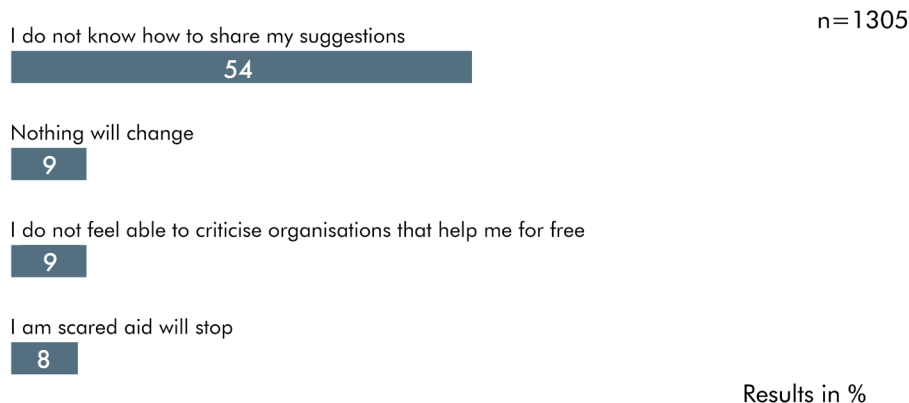 n=1305
I do not know how to share my suggestions
54
Nothing will change
9
I do not feel able to criticise organisations that help me for free
9
I am scared aid will stop
8
Results in %